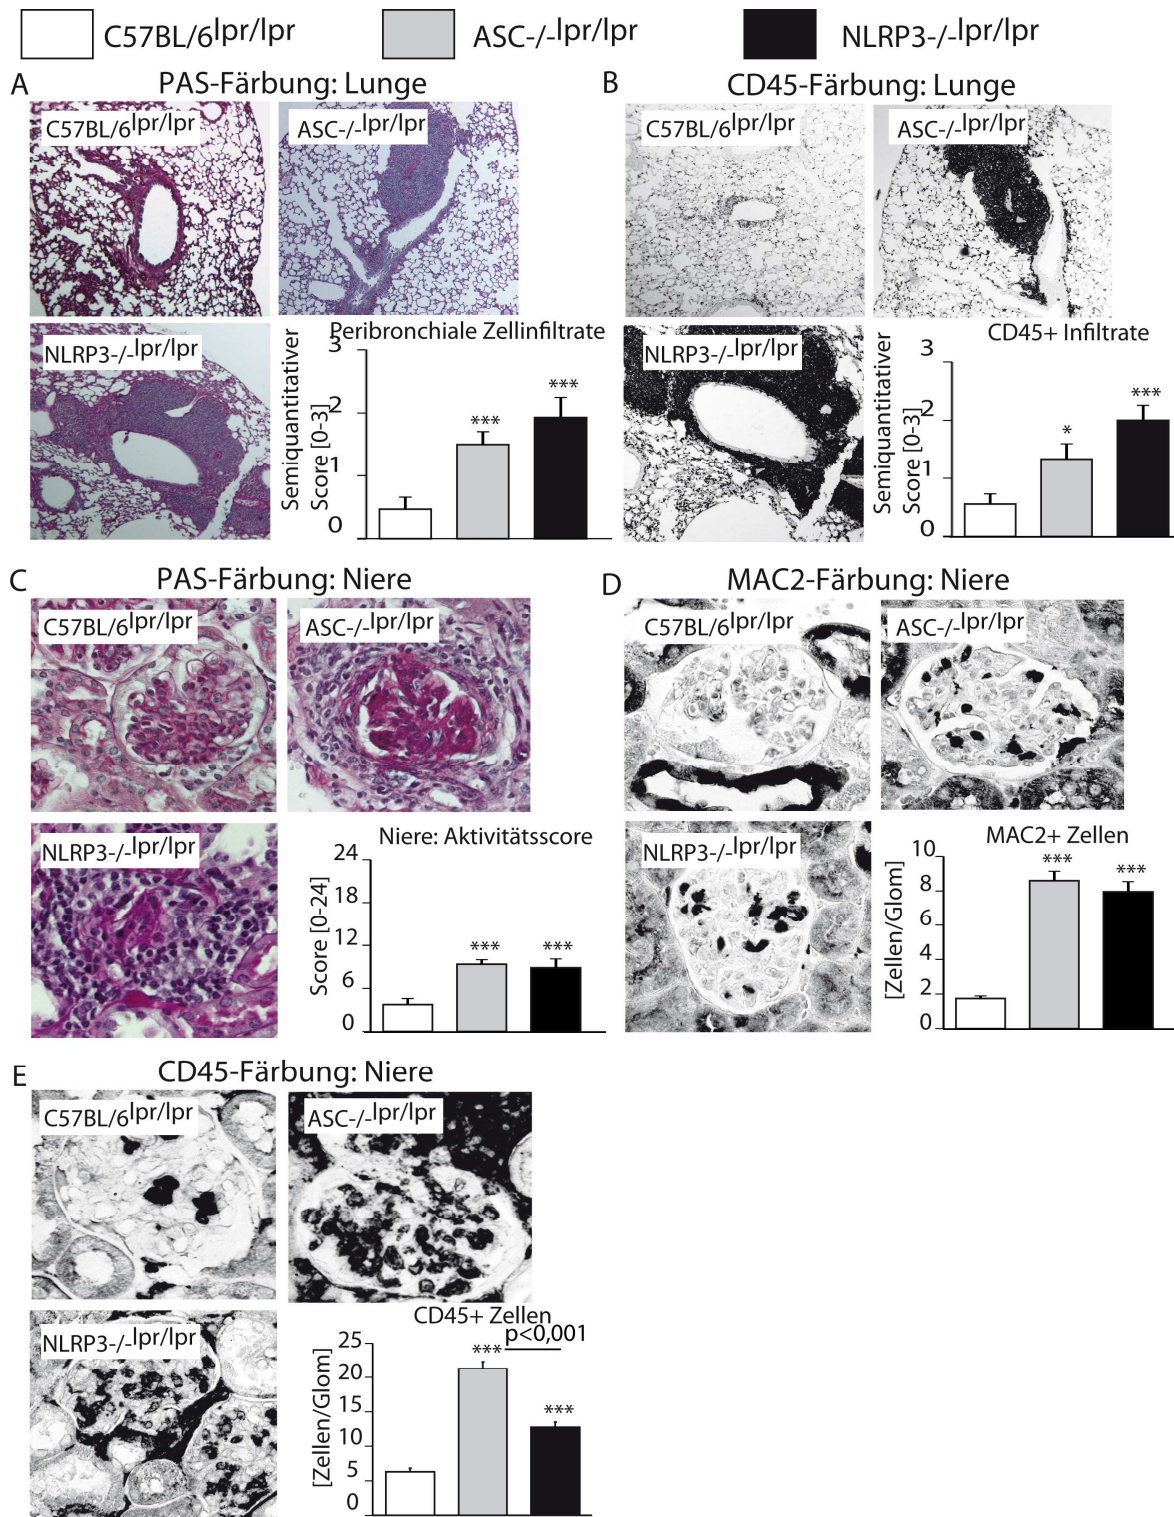 C57BL/6lpr/lpr ASC-/-lpr/lpr NLRP3-/-lpr/lpr
A PAS-Färbung: Lunge
C57BL/6lpr/lpr
ASC-/-lpr/lpr
NLRP3-/-lpr/lpr
Peribronchiale Zellinfiltrate
Semiquantitativer
Score [0-3]
3
2
1
0
***
***
B CD45-Färbung: Lunge
C57BL/6lpr/lpr
ASC-/-lpr/lpr
NLRP3-/-lpr/lpr
CD45+ Infiltrate
Semiquantitativer
Score [0-3]
3
2
1
0
*
***
C PAS-Färbung: Niere
C57BL/6lpr/lpr
ASC-/-lpr/lpr
NLRP3-/-lpr/lpr
Niere: Aktivitätsscore
Score [0-24]
24
18
12
6
0
***
***
D MAC2-Färbung: Niere
C57BL/6lpr/lpr
ASC-/-lpr/lpr
NLRP3-/-lpr/lpr
MAC2+ Zellen
[Zellen/Glom]
10
8
6
4
2
0
***
***
E CD45-Färbung: Niere
C57BL/6lpr/lpr
ASC-/-lpr/lpr
NLRP3-/-lpr/lpr
CD45+ Zellen
p<0,001
[Zellen/Glom]
25
20
15
10
5
0
***
***